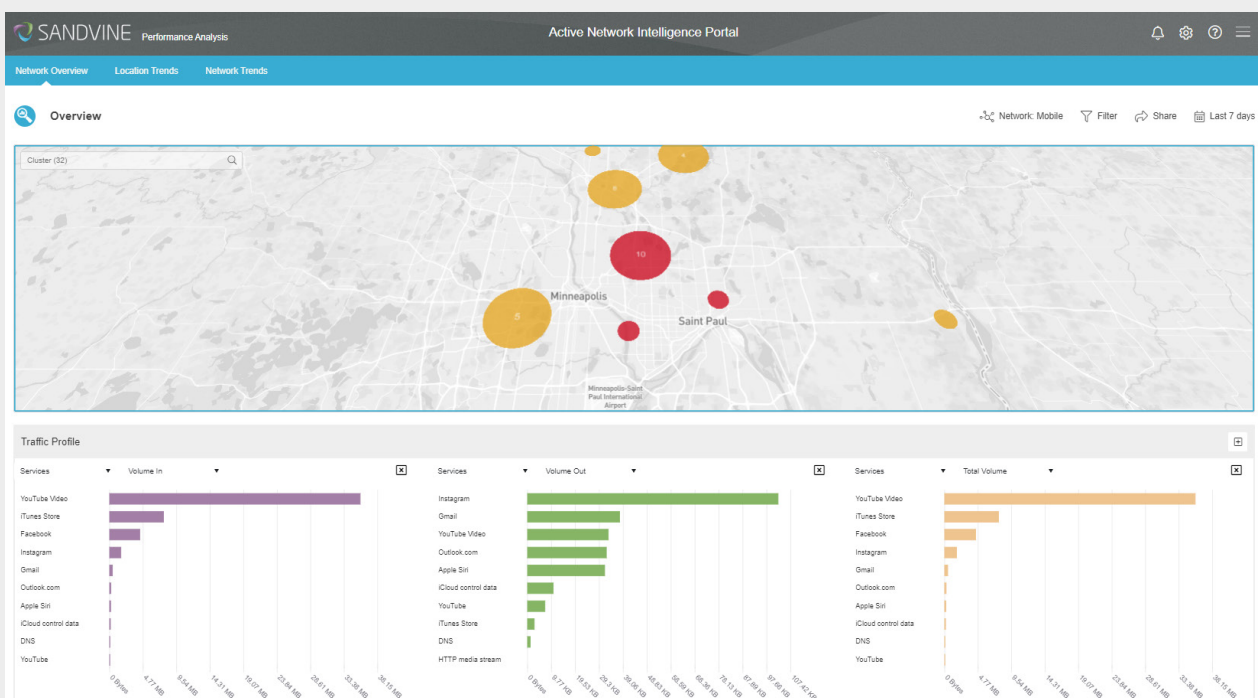 SANDVINE Performance Analysis
Active Network Intelligence Portal
Network Overview Location Trends Network Trends
Overview
Network: Mobile Filter Share Last 7 days
Cluster (32)
10
Minneapolis
5
Saint Paul
Minneapolis-Saint
Paul International
Airport
Traffic Profile
Services Volume In
YouTube Video
iTunes Store
Facebook
Instagram
Gmail
Outlook.com
Apple Siri
iCloud control data
DNS
YouTube
0 Bytes 4.77 MB 9.54 MB 14.31 MB 19.07 MB 23.84 MB 28.61 MB 33.38 MB 38.15 MB
Services Volume Out
Instagram
Gmail
YouTube Video
Outlook.com
Apple Siri
iCloud control data
YouTube
iTunes Store
DNS
HTTP media stream
0 Bytes 9.77 KB 19.53 KB 29.3 KB 39.06 KB 48.83 KB 58.59 KB 68.36 KB 78.13 KB 87.89 KB 97.66 KB 107.42 KB
Services Total Volume
YouTube Video
iTunes Store
Facebook
Instagram
Gmail
Outlook.com
Apple Siri
iCloud control data
DNS
YouTube
0 Bytes 4.77 MB 9.54 MB 14.31 MB 19.07 MB 23.84 MB 28.61 MB 33.38 MB 38.15 MB